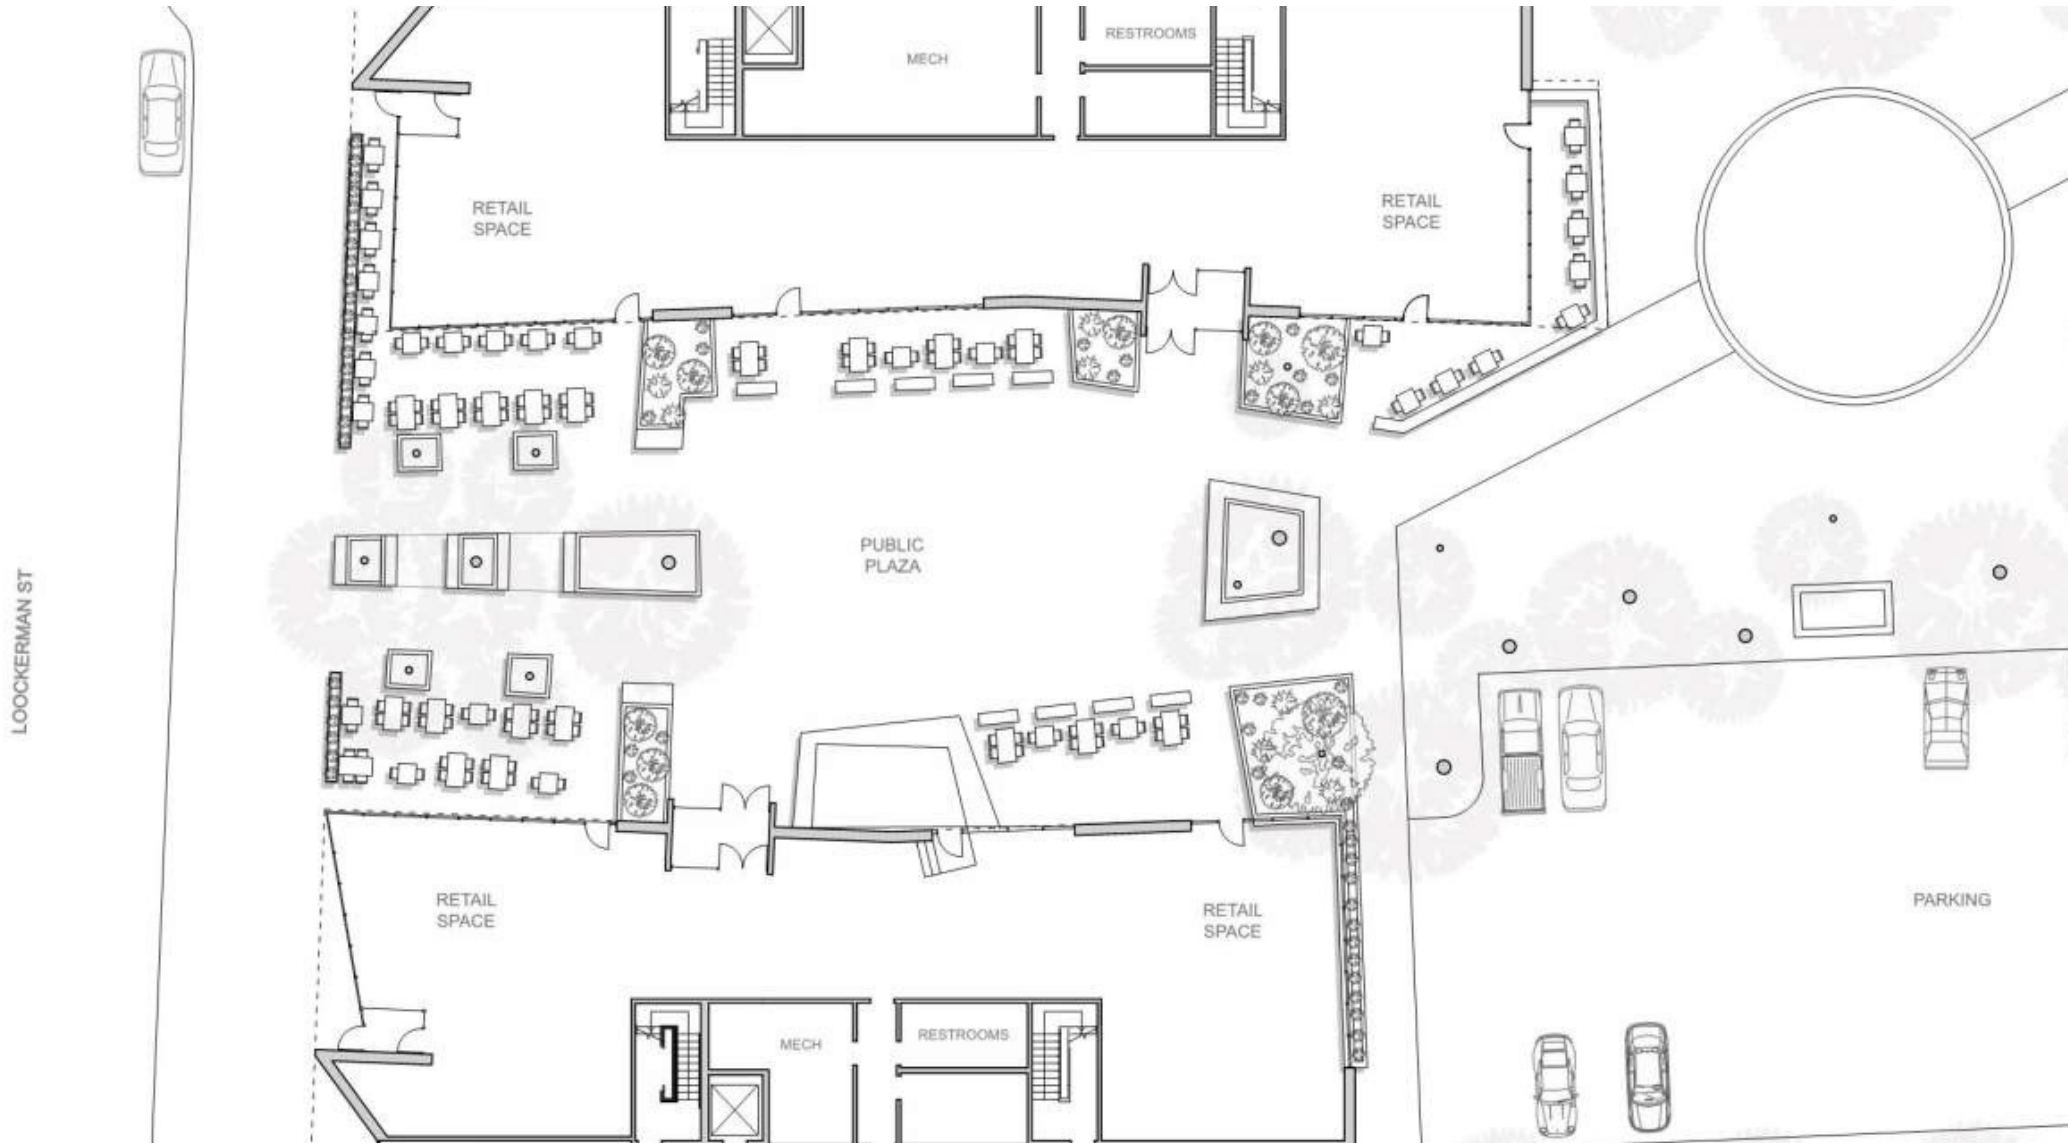 RESTROOMS
MECH
RETAIL
SPACE
RETAIL
SPACE
PUBLIC
PLAZA
LOOCKERMAN ST
RETAIL
SPACE
RETAIL
SPACE
PARKING
MECH
RESTROOMS